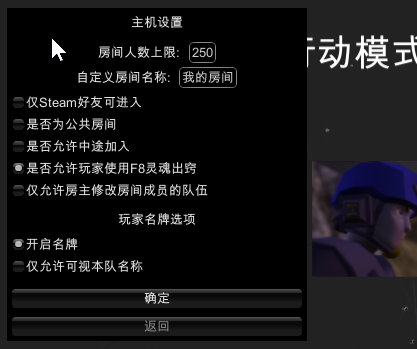 主机设置
房间人数上限: 250
自定义房间名称: 我的房间
仅Steam好友可进入
是否为公共房间
是否允许中途加入
是否允许玩家使用F8灵魂出窍
仅允许房主修改房间成员的队伍
玩家名牌选项
开启名牌
仅允许可视本队名称
确定
返回
行动模式